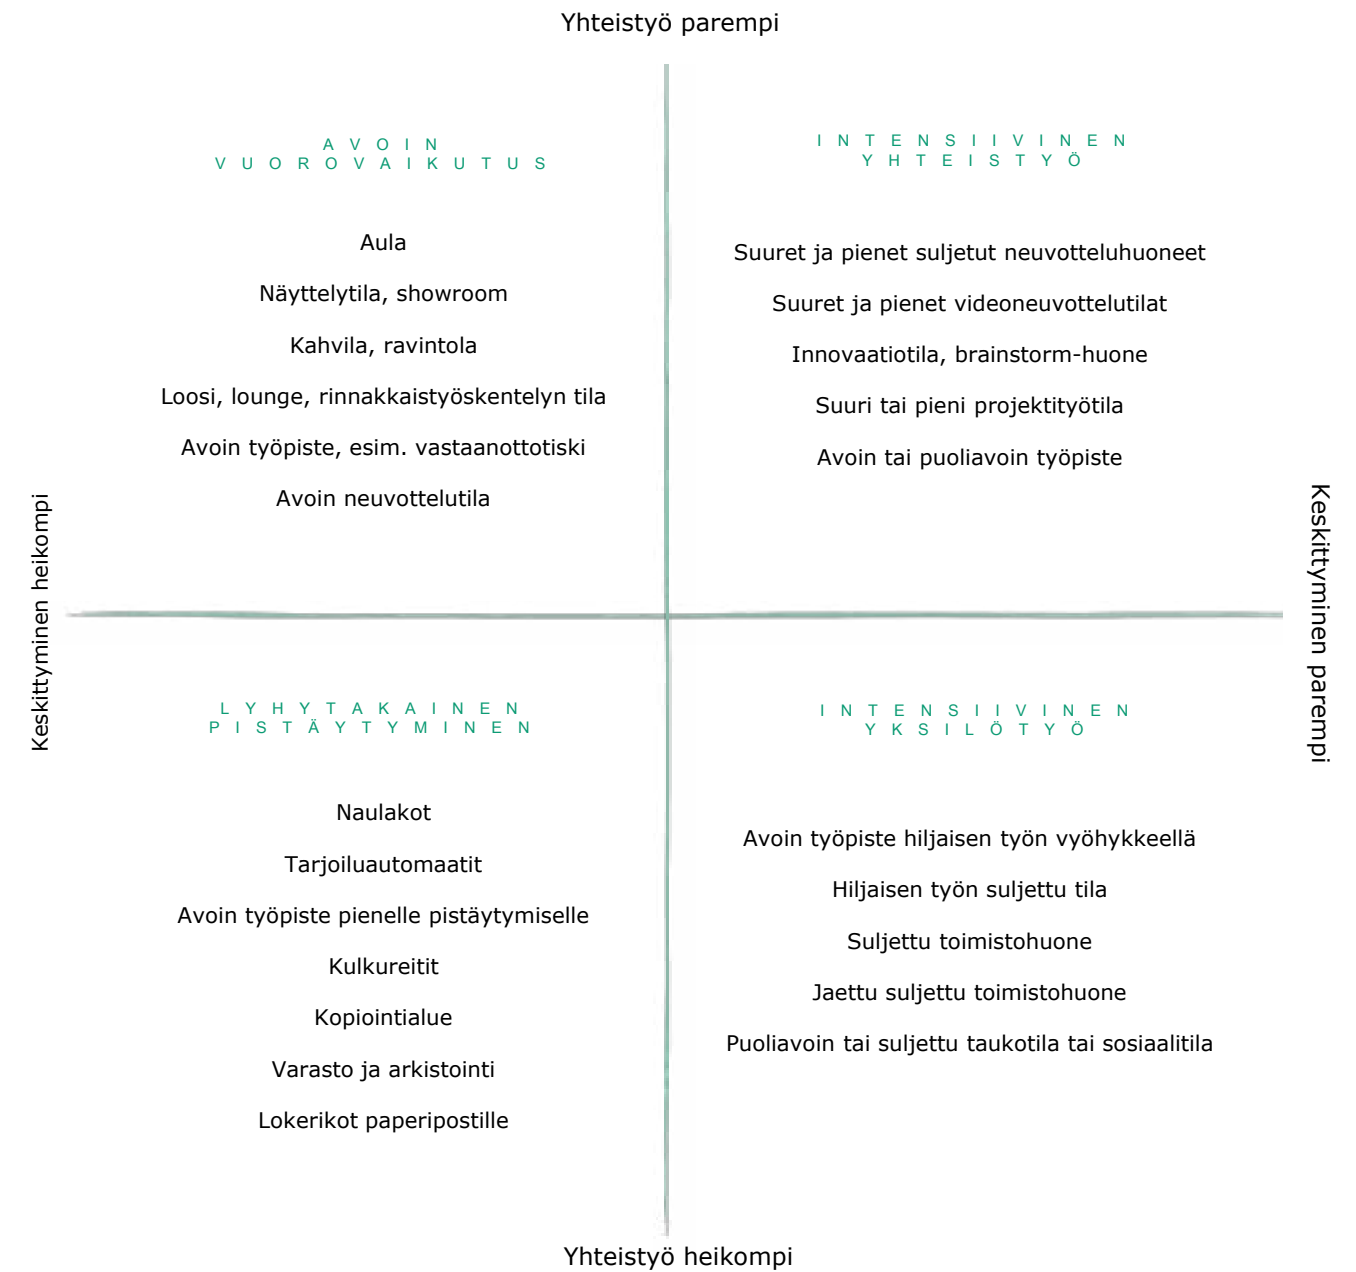 Yhteistyö parempi
AVOIN
VUOROVAIKUTUS
Aula
Näyttelytila, showroom
Kahvila, ravintola
Loosi, lounge, rinnakkaistyöskentelyn tila
Avoin työpiste, esim. vastaanottotiski
Avoin neuvottelutila
INTENSIIVINEN
YHTEISTYÖ
Suuret ja pienet suljetut neuvotteluhuoneet
Suuret ja pienet videoneuvottelutilat
Innovaatiotila, brainstorm-huone
Suuri tai pieni projektityötila
Avoin tai puoliavoin työpiste
Keskittyminen heikompi
Keskittyminen parempi
LYHYTAKAINEN
PISTÄYTYMINEN
Naulakot
Tarjoiluautomaatit
Avoin työpiste pienelle pistäytymiselle
Kulkureitit
Kopiointialue
Varasto ja arkistointi
Lokerikot paperipostille
INTENSIIVINEN
YKSILÖTYÖ
Avoin työpiste hiljaisen työn vyöhykkeellä
Hiljaisen työn suljettu tila
Suljettu toimistohuone
Jaettu suljettu toimistohuone
Puoliavoin tai suljettu taukotila tai sosiaalitila
Yhteistyö heikompi